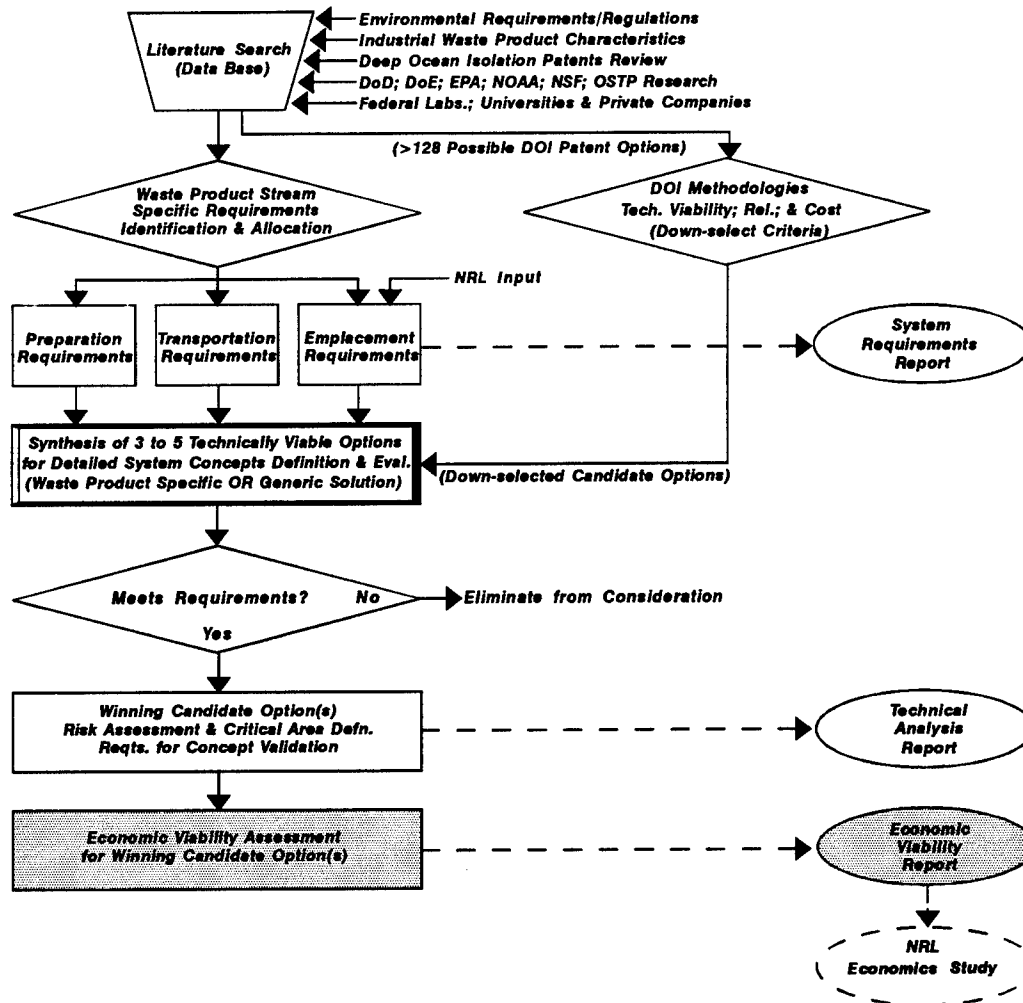 Environmental Requirements/Regulations
Literature Search
(Data Base)
Industrial Waste Product Characteristics
Deep Ocean Isolation Patents Review
DoD; DoE; EPA; NOAA; NSF; OSTP Research
Federal Labs.; Universities & Private Companies
(>128 Possible DOI Patent Options)
Waste Product Stream
Specific Requirements
Identification & Allocation
DOI Methodologies
Tech. Viability; Rel.; & Cost
(Down-select Criteria)
NRL Input
Preparation
Requirements
Transportation
Requirements
Emplacement
Requirements
System
Requirements
Report
Synthesis of 3 to 5 Technically Viable Options
for Detailed System Concepts Definition & Eval.
(Waste Product Specific OR Generic Solution)
(Down-selected Candidate Options)
Meets Requirements? No
Yes
Eliminate from Consideration
Winning Candidate Option(s)
Risk Assessment & Critical Area Defn.
Reqts. for Concept Validation
Technical
Analysis
Report
Economic Viability Assessment
for Winning Candidate Option(s)
Economic
Viability
Report
NRL
Economics Study